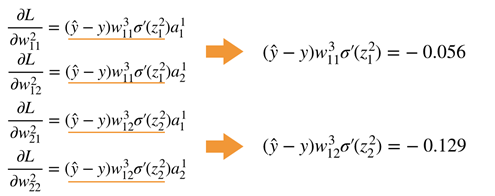 ∂L/∂w²₁₁ = (ŷ − y)w³₁₁σ′(z²₁)a¹₁
∂L/∂w²₁₂ = (ŷ − y)w³₁₁σ′(z²₁)a¹₂
(ŷ − y)w³₁₁σ′(z²₁) = − 0.056
∂L/∂w²₂₁ = (ŷ − y)w³₁₂σ′(z²₂)a¹₁
∂L/∂w²₂₂ = (ŷ − y)w³₁₂σ′(z²₂)a¹₂
(ŷ − y)w³₁₂σ′(z²₂) = − 0.129